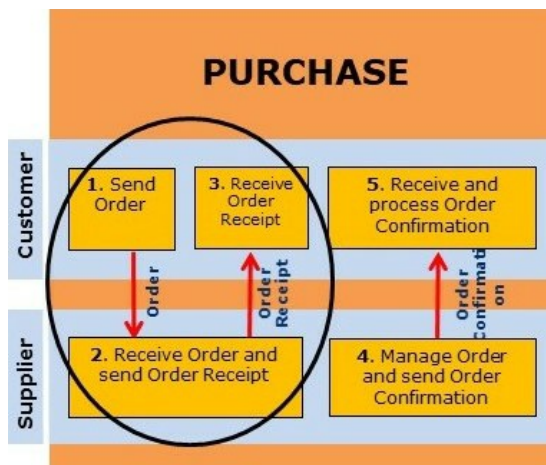 PURCHASE
Customer
1. Send
Order
3. Receive
Order
Receipt
5. Receive and
process Order
Confirmation
Order
Order
Receipt
Order
Confirmati
on
Supplier
2. Receive Order and
send Order Receipt
4. Manage Order
and send Order
Confirmation